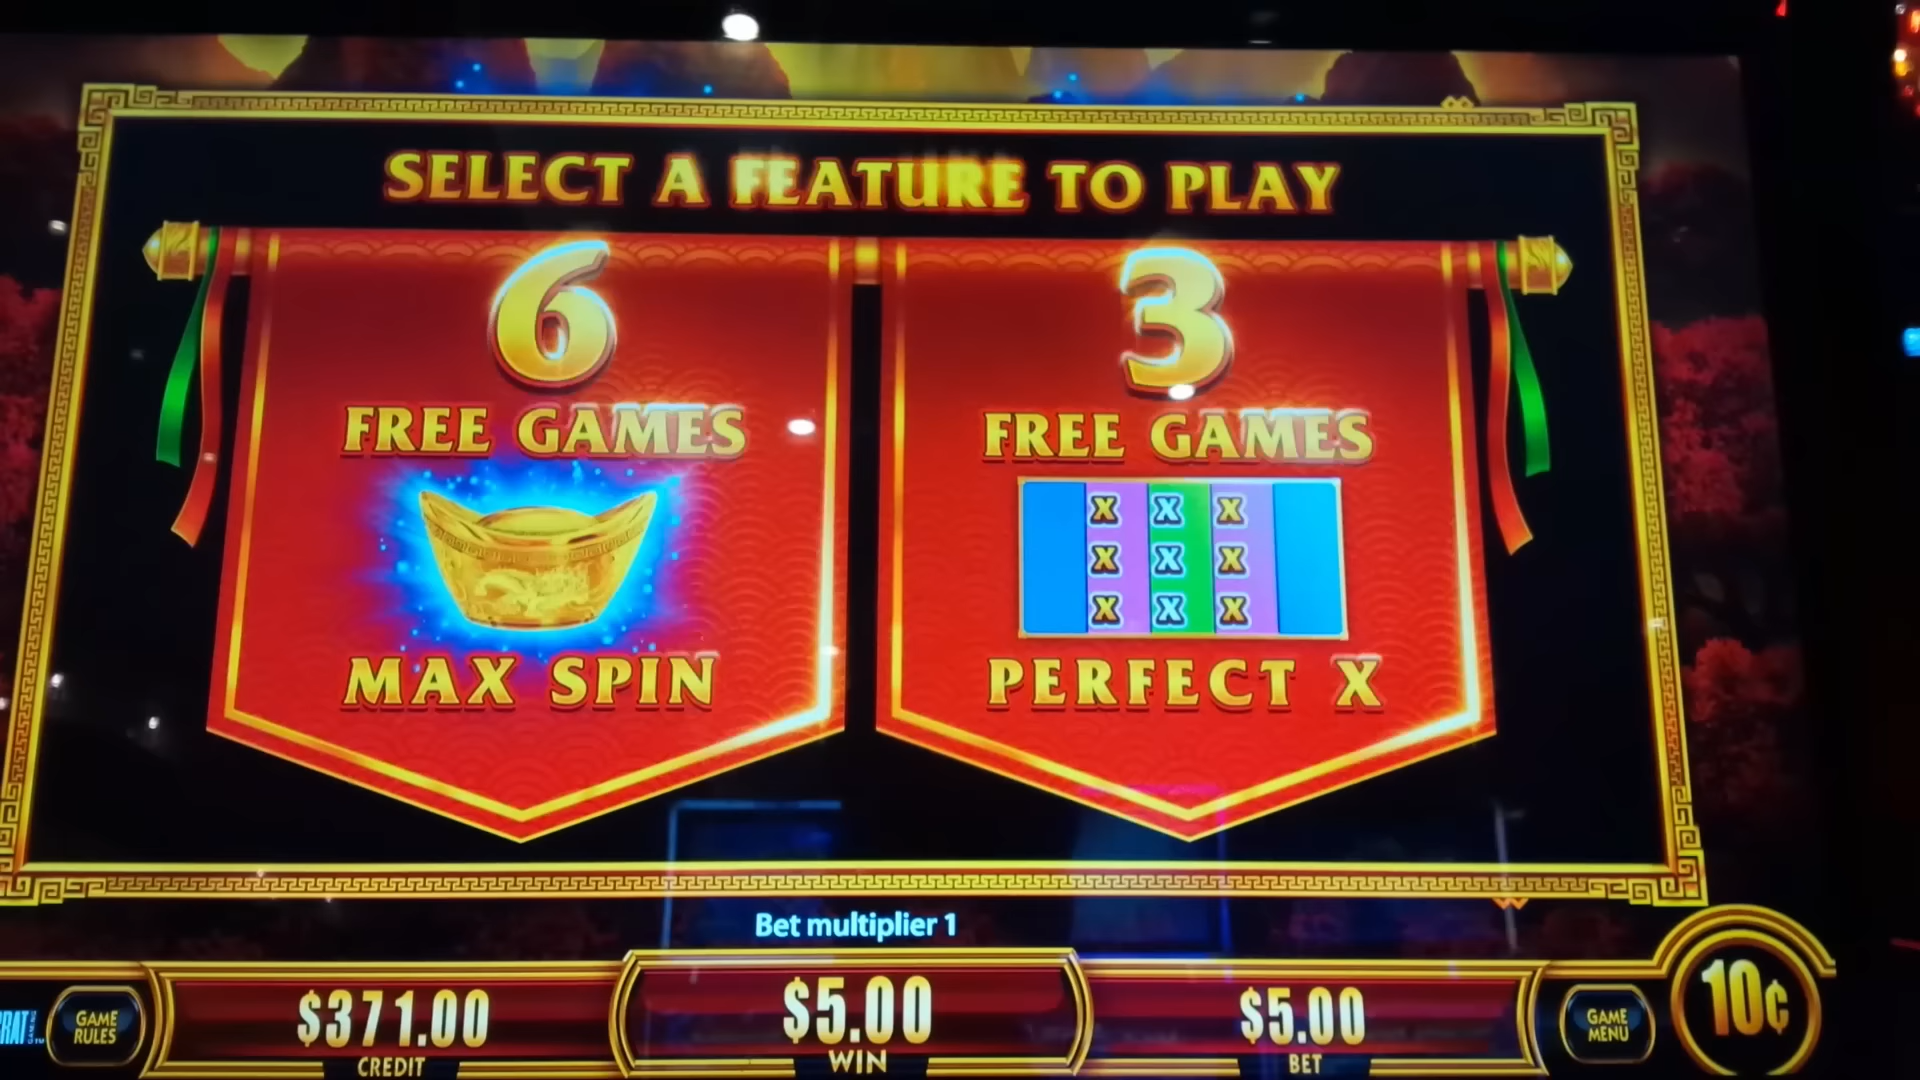 SELECT A FEATURE TO PLAY
6
FREE GAMES
MAX SPIN
3
FREE GAMES
X X X
X X X
X X X
PERFECT X
Bet multiplier 1
GAME
RULES
$371.00
CREDIT
$5.00
WIN
$5.00
BET
GAME
MENU
10¢